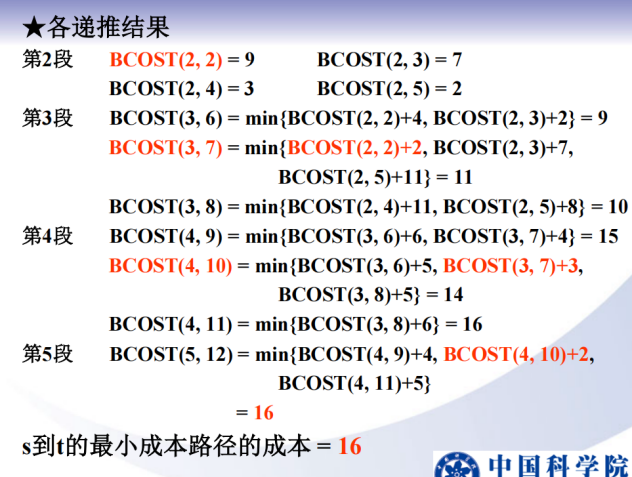 ★各递推结果
第2段 BCOST(2, 2) = 9 BCOST(2, 3) = 7
BCOST(2, 4) = 3 BCOST(2, 5) = 2
第3段 BCOST(3, 6) = min{BCOST(2, 2)+4, BCOST(2, 3)+2} = 9
BCOST(3, 7) = min{BCOST(2, 2)+2, BCOST(2, 3)+7,
BCOST(2, 5)+11} = 11
BCOST(3, 8) = min{BCOST(2, 4)+11, BCOST(2, 5)+8} = 10
第4段 BCOST(4, 9) = min{BCOST(3, 6)+6, BCOST(3, 7)+4} = 15
BCOST(4, 10) = min{BCOST(3, 6)+5, BCOST(3, 7)+3,
BCOST(3, 8)+5} = 14
BCOST(4, 11) = min{BCOST(3, 8)+6} = 16
第5段 BCOST(5, 12) = min{BCOST(4, 9)+4, BCOST(4, 10)+2,
BCOST(4, 11)+5}
= 16
s到t的最小成本路径的成本 = 16
中国科学院